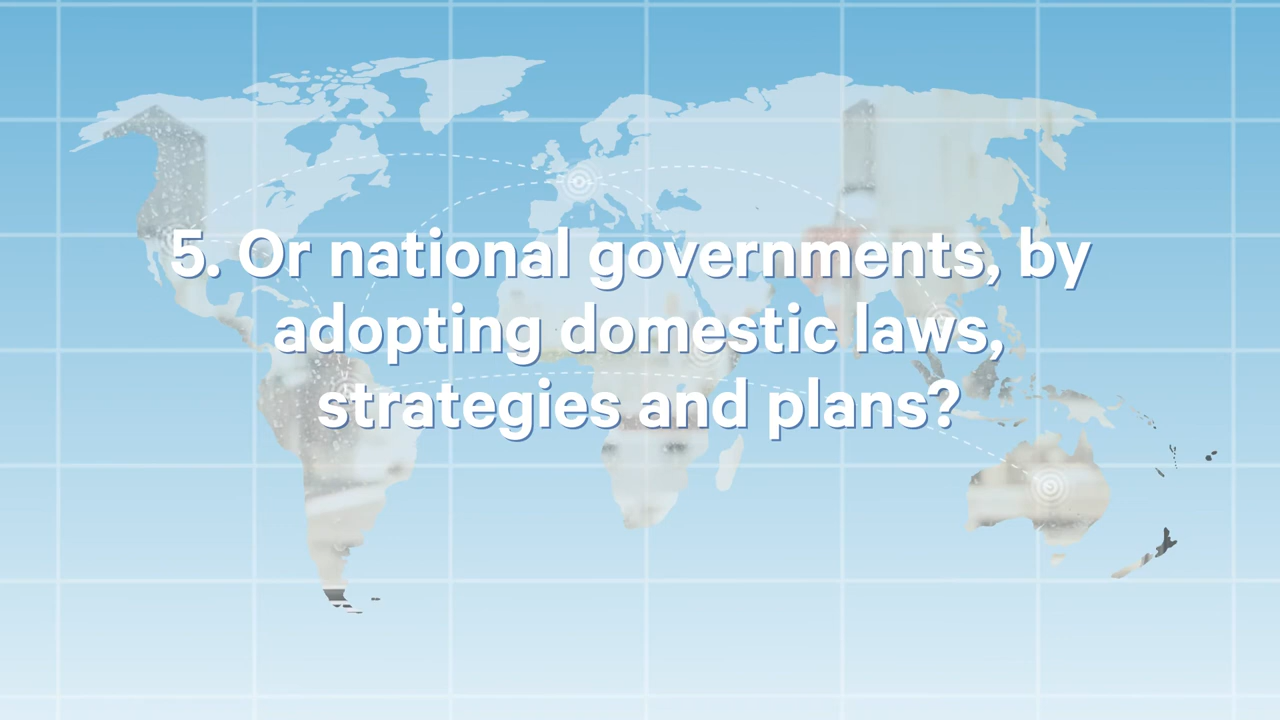 5. Or national governments, by
adopting domestic laws,
strategies and plans?